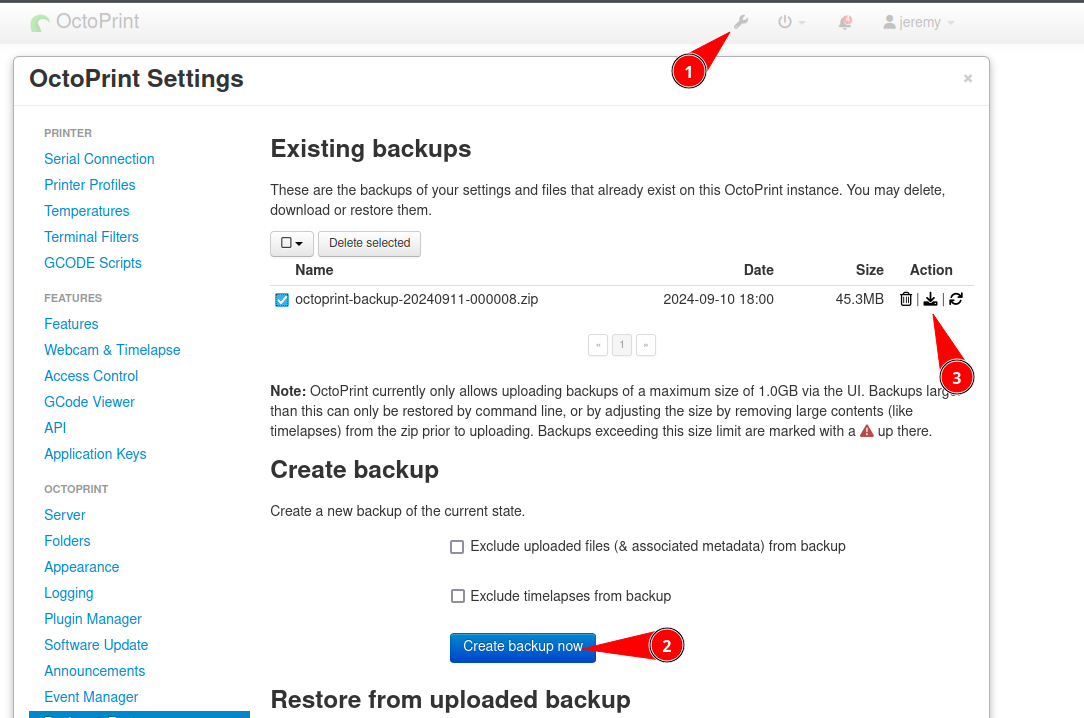 OctoPrint
4
jeremy
1
OctoPrint Settings
×
PRINTER
Serial Connection
Printer Profiles
Temperatures
Terminal Filters
GCODE Scripts
FEATURES
Features
Webcam & Timelapse
Access Control
GCode Viewer
API
Application Keys
OCTOPRINT
Server
Folders
Appearance
Logging
Plugin Manager
Software Update
Announcements
Event Manager
Existing backups
These are the backups of your settings and files that already exist on this OctoPrint instance. You may delete,
download or restore them.
Delete selected
Name Date Size Action
octoprint-backup-20240911-000008.zip 2024-09-10 18:00 45.3MB | |
« 1 »
3
Note: OctoPrint currently only allows uploading backups of a maximum size of 1.0GB via the UI. Backups large
than this can only be restored by command line, or by adjusting the size by removing large contents (like
timelapses) from the zip prior to uploading. Backups exceeding this size limit are marked with a up there.
Create backup
Create a new backup of the current state.
Exclude uploaded files (& associated metadata) from backup
Exclude timelapses from backup
Create backup now
2
Restore from uploaded backup